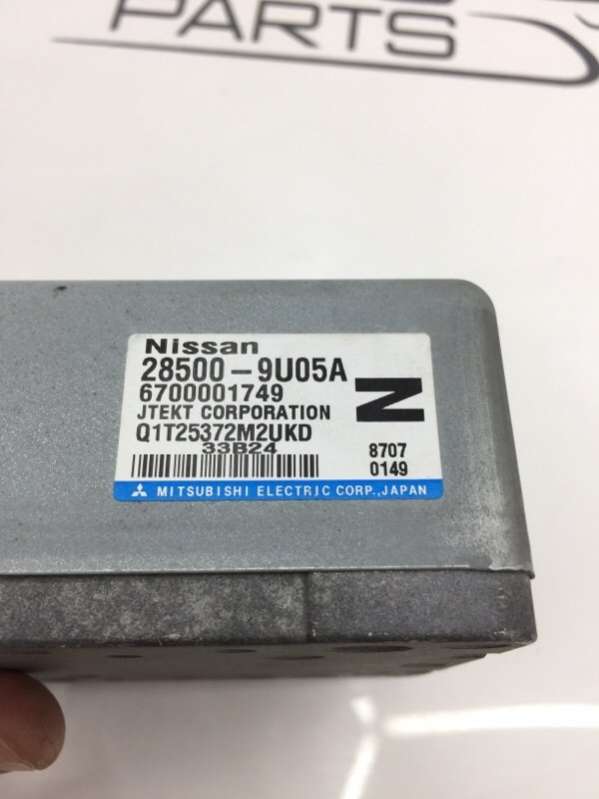 PARTS
Nissan
28500-9U05A
6700001749
JTEKT CORPORATION
Q1T25372M2UKD
33B24
N
8707
0149
MITSUBISHI ELECTRIC CORP., JAPAN